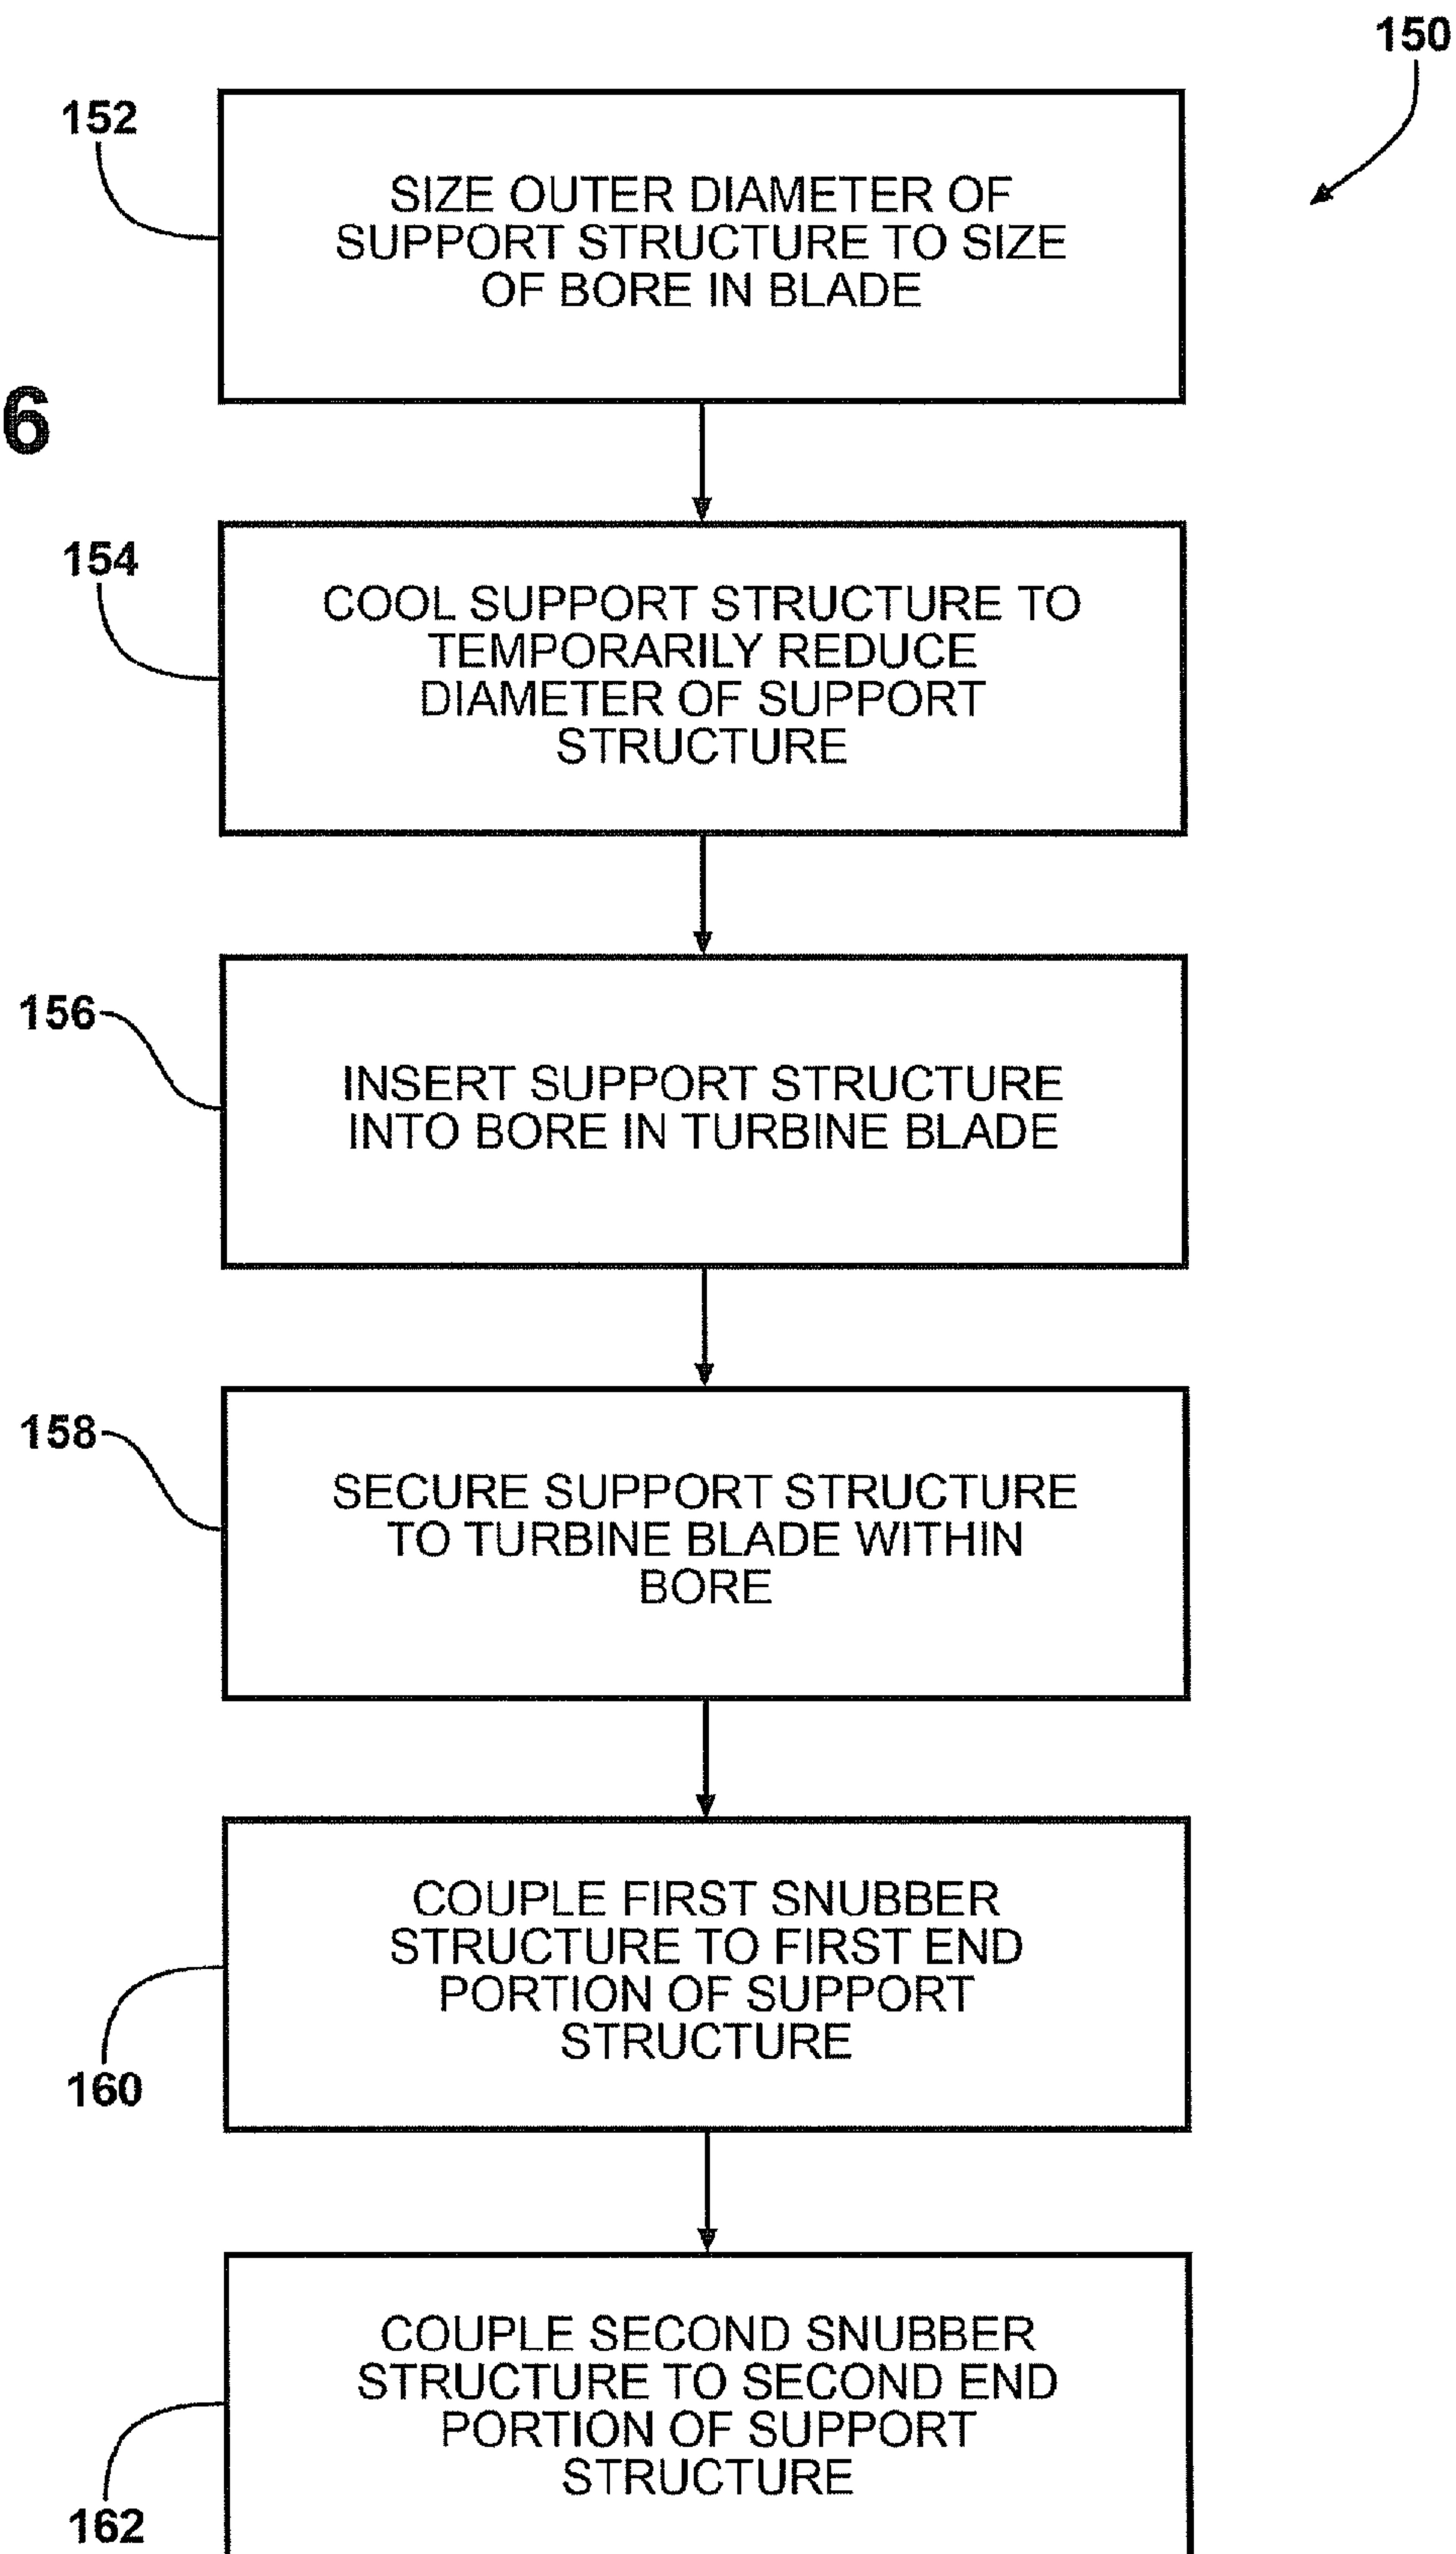 150
152
SIZE OUTER DIAMETER OF
SUPPORT STRUCTURE TO SIZE
OF BORE IN BLADE
6
154
COOL SUPPORT STRUCTURE TO
TEMPORARILY REDUCE
DIAMETER OF SUPPORT
STRUCTURE
156
INSERT SUPPORT STRUCTURE
INTO BORE IN TURBINE BLADE
158
SECURE SUPPORT STRUCTURE
TO TURBINE BLADE WITHIN
BORE
COUPLE FIRST SNUBBER
STRUCTURE TO FIRST END
PORTION OF SUPPORT
STRUCTURE
160
COUPLE SECOND SNUBBER
STRUCTURE TO SECOND END
PORTION OF SUPPORT
STRUCTURE
162